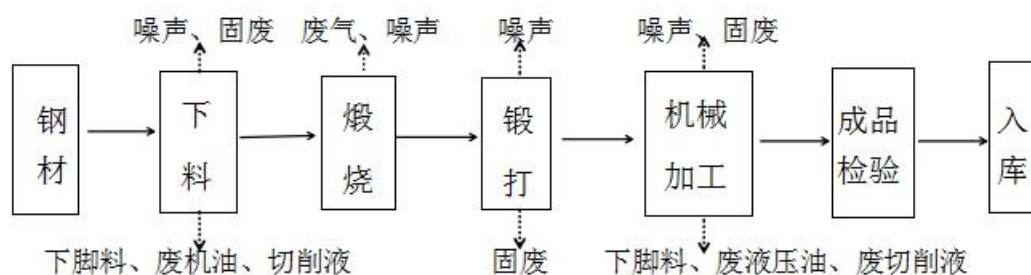 噪声、固废 废气、噪声 噪声 噪声、固废
钢材
下料
煅烧
锻打
机械
加工
成品
检验
入库
下脚料、废机油、切削液 固废 下脚料、废液压油、废切削液